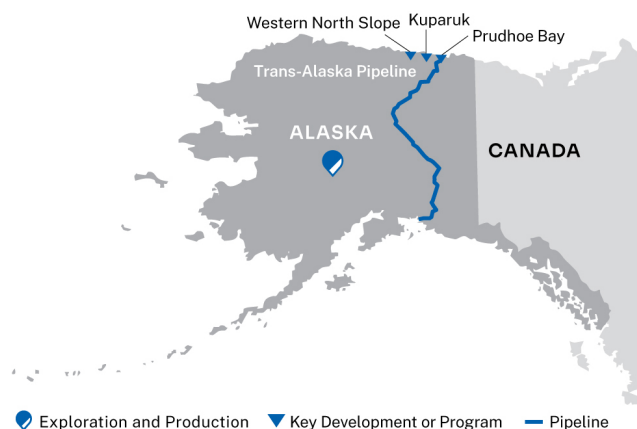 Western North Slope
Kuparuk
Prudhoe Bay
Trans-Alaska Pipeline
ALASKA
CANADA
Exploration and Production
Key Development or Program
Pipeline